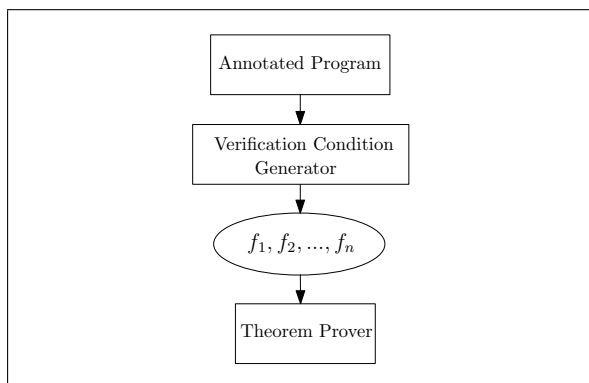 Annotated Program
Verification Condition
Generator
f₁, f₂, ..., fₙ
Theorem Prover